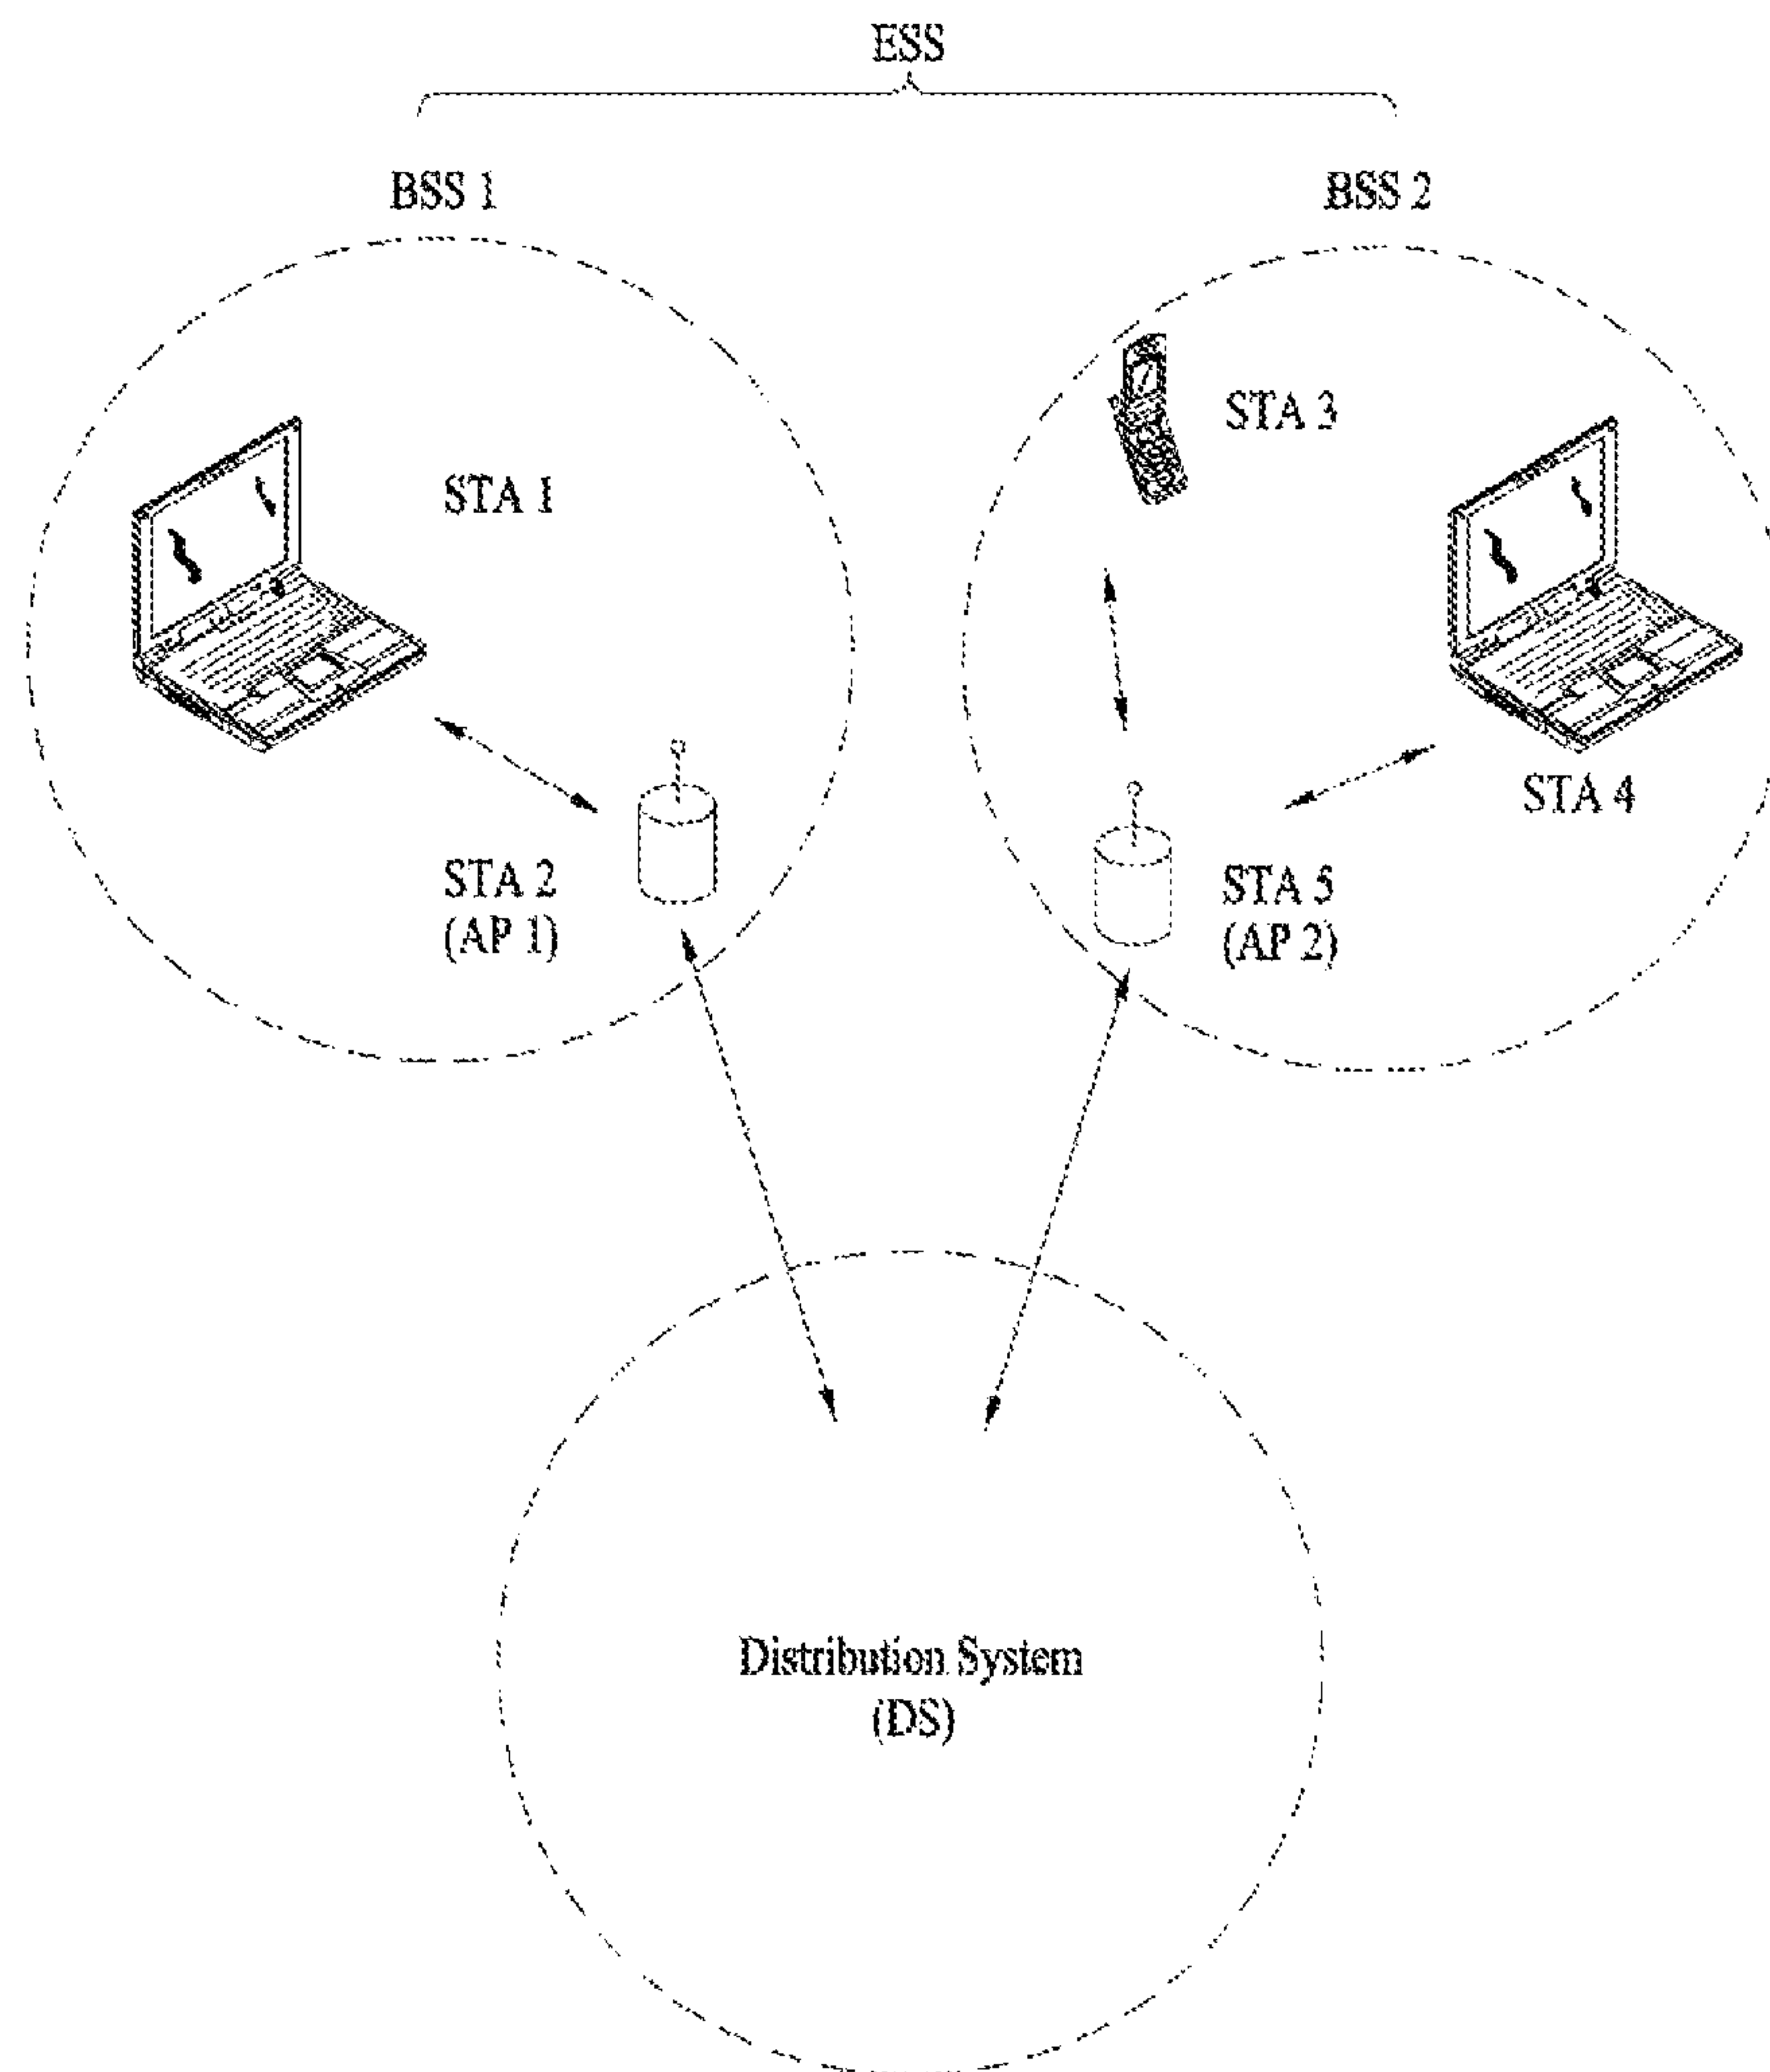 ESS
BSS 1
BSS 2
STA 3
STA 1
STA 4
STA 2
(AP 1)
STA 5
(AP 2)
Distribution System
(DS)